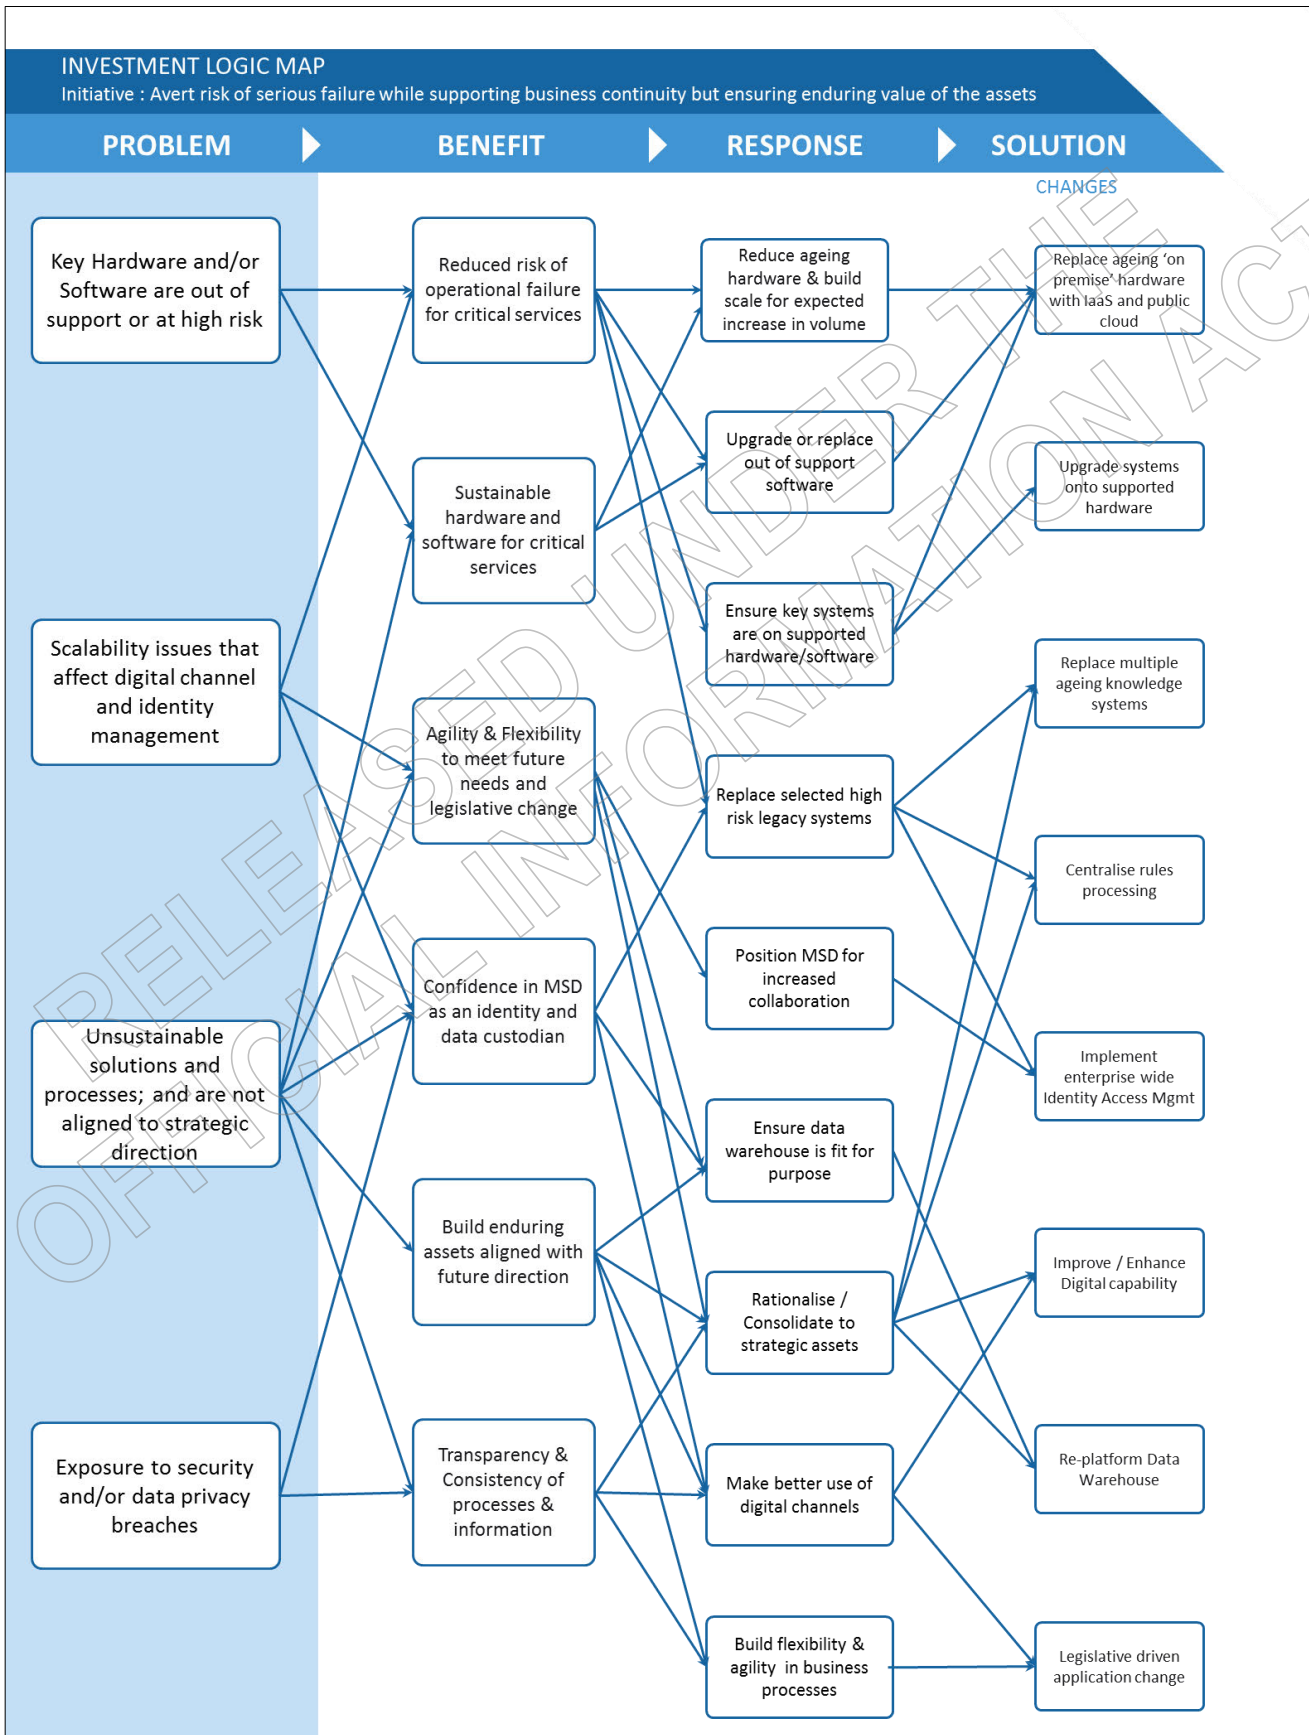 INVESTMENT LOGIC MAP
Initiative : Avert risk of serious failure while supporting business continuity but ensuring enduring value of the assets
PROBLEM
BENEFIT
RESPONSE
SOLUTION
CHANGES
Key Hardware and/or
Software are out of
support or at high risk
Scalability issues that
affect digital channel
and identity
management
Unsustainable
solutions and
processes; and are not
aligned to strategic
direction
Exposure to security
and/or data privacy
breaches
Reduced risk of
operational failure
for critical services
Sustainable
hardware and
software for critical
services
Agility & Flexibility
to meet future
needs and
legislative change
Confidence in MSD
as an identity and
data custodian
Build enduring
assets aligned with
future direction
Transparency &
Consistency of
processes &
information
Reduce ageing
hardware & build
scale for expected
increase in volume
Upgrade or replace
out of support
software
Ensure key systems
are on supported
hardware/software
Replace selected high
risk legacy systems
Position MSD for
increased
collaboration
Ensure data
warehouse is fit for
purpose
Rationalise /
Consolidate to
strategic assets
Make better use of
digital channels
Build flexibility &
agility in business
processes
Replace ageing ‘on
premise’ hardware
with IaaS and public
cloud
Upgrade systems
onto supported
hardware
Replace multiple
ageing knowledge
systems
Centralise rules
processing
Implement
enterprise wide
Identity Access Mgmt
Improve / Enhance
Digital capability
Re-platform Data
Warehouse
Legislative driven
application change
RELEASED UNDER THE
OFFICIAL INFORMATION ACT